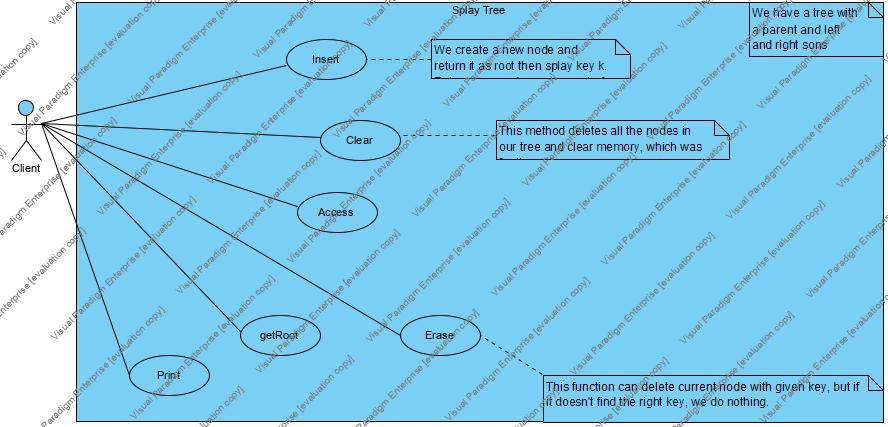 Splay Tree
We have a tree with
a parent and left
and right sons
Insert
We create a new node and
return it as root then splay key k.
Client
Clear
This method deletes all the nodes in
our tree and clear memory, which was
Access
getRoot
Erase
Print
This function can delete current node with given key, but if
it doesn't find the right key, we do nothing.
Visual Paradigm Enterprise [evaluation copy]